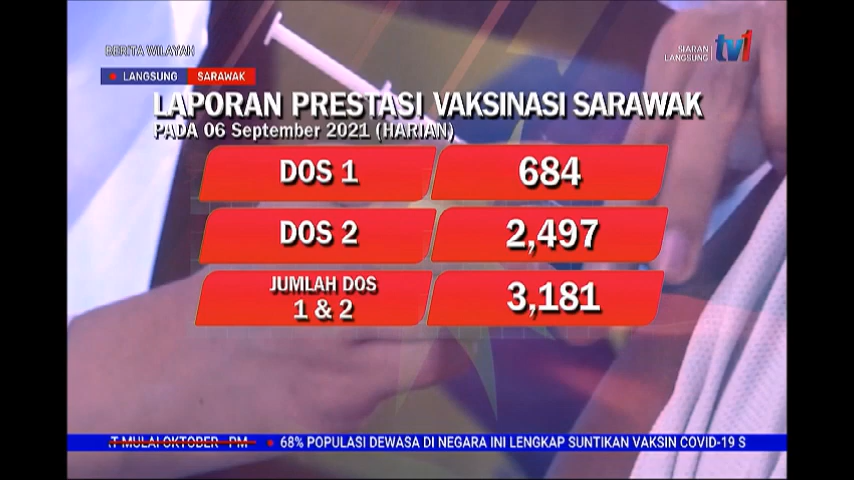 BERITA WILAYAH
SIARAN
LANGSUNG
tv1
LANGSUNG
SARAWAK
LAPORAN PRESTASI VAKSINASI SARAWAK
PADA 06 September 2021 (HARIAN)
DOS 1
684
DOS 2
2,497
JUMLAH DOS
1 & 2
3,181
T MULAI OKTOBER - PM
68% POPULASI DEWASA DI NEGARA INI LENGKAP SUNTIKAN VAKSIN COVID-19 S